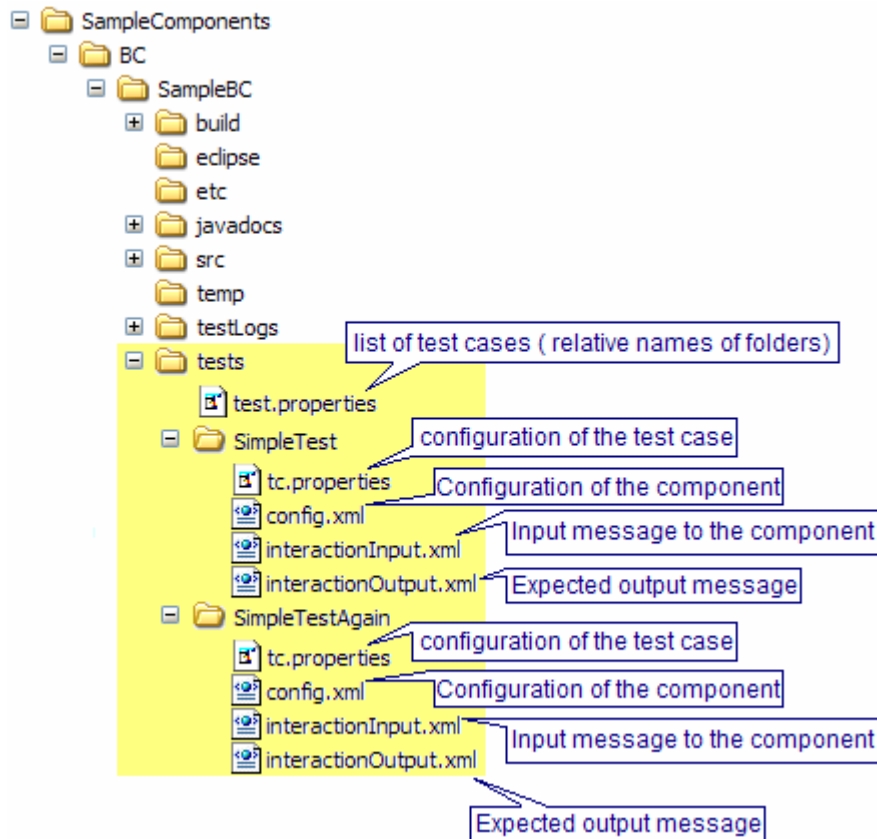 SampleComponents
BC
SampleBC
build
eclipse
etc
javadocs
src
temp
testLogs
list of test cases ( relative names of folders)
tests
test.properties
SimpleTest
configuration of the test case
tc.properties
Configuration of the component
config.xml
Input message to the component
interactionInput.xml
interactionOutput.xml
Expected output message
SimpleTestAgain
configuration of the test case
tc.properties
Configuration of the component
config.xml
interactionInput.xml
Input message to the component
interactionOutput.xml
Expected output message